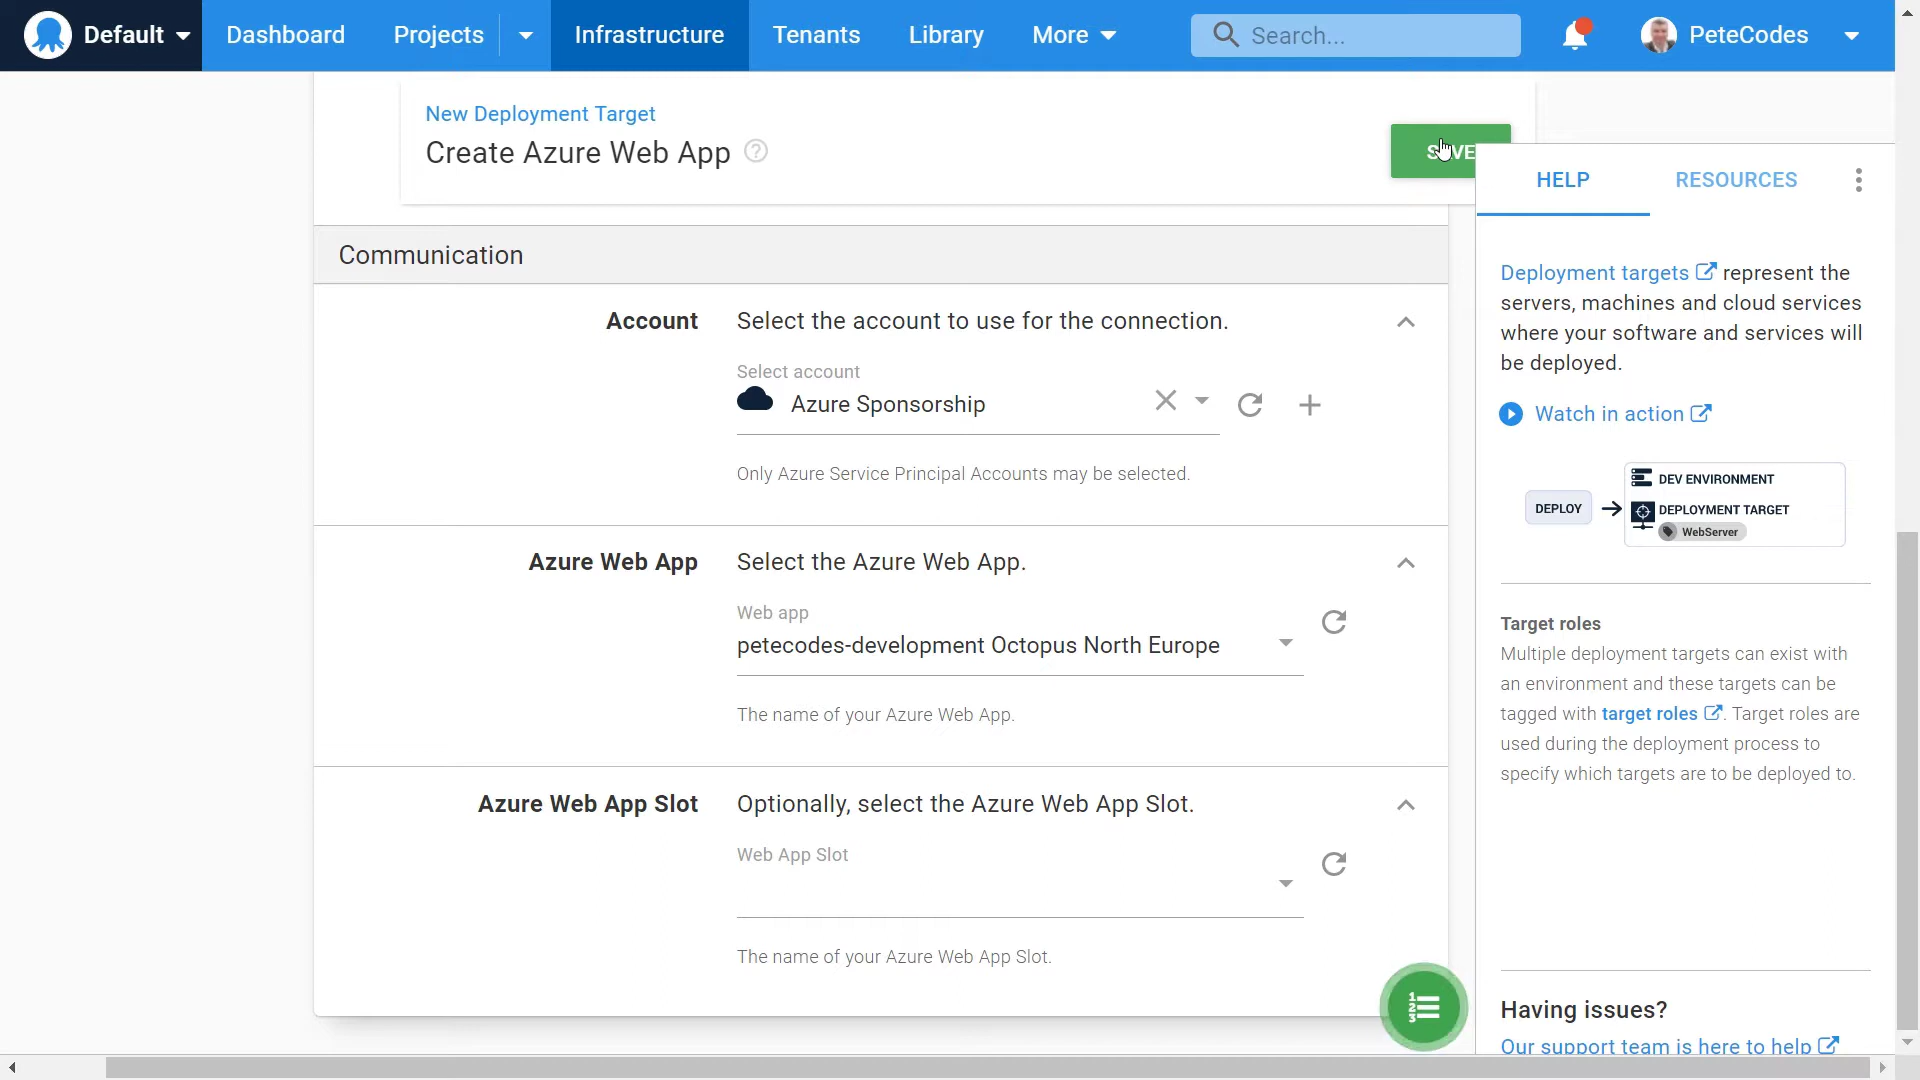 Default
Dashboard
Projects
Infrastructure
Tenants
Library
More
Search...
PeteCodes
New Deployment Target
Create Azure Web App
SAVE
HELP
RESOURCES
Communication
Account
Select the account to use for the connection.
Select account
Azure Sponsorship
Only Azure Service Principal Accounts may be selected.
Azure Web App
Select the Azure Web App.
Web app
petecodes-development Octopus North Europe
The name of your Azure Web App.
Azure Web App Slot
Optionally, select the Azure Web App Slot.
Web App Slot
The name of your Azure Web App Slot.
Deployment targets represent the
servers, machines and cloud services
where your software and services will
be deployed.
Watch in action
DEPLOY
DEV ENVIRONMENT
DEPLOYMENT TARGET
WebServer
Target roles
Multiple deployment targets can exist with
an environment and these targets can be
tagged with target roles. Target roles are
used during the deployment process to
specify which targets are to be deployed to.
Having issues?
Our support team is here to help